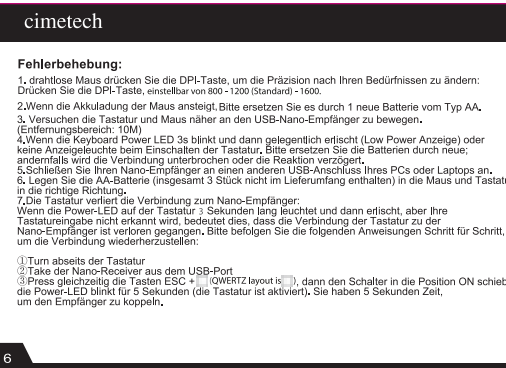 cimetech
Fehlerbehebung:
1. drahtlose Maus drücken Sie die DPI-Taste, um die Präzision nach Ihren Bedürfnissen zu ändern:
Drücken Sie die DPI-Taste, einstellbar von 800 - 1200 (Standard) - 1600.
2.Wenn die Akkuladung der Maus ansteigt, Bitte ersetzen Sie es durch 1 neue Batterie vom Typ AA.
3. Versuchen die Tastatur und Maus näher an den USB-Nano-Empfänger zu bewegen.
(Entfernungsbereich: 10M)
4.Wenn die Keyboard Power LED 3s blinkt und dann gelegentlich erlischt (Low Power Anzeige) oder
keine Anzeigeleuchte beim Einschalten der Tastatur. Bitte ersetzen Sie die Batterien durch neue;
andernfalls wird die Verbindung unterbrochen oder die Reaktion verzögert.
5.Schließen Sie Ihren Nano-Empfänger an einen anderen USB-Anschluss Ihres PCs oder Laptops an.
6. Legen Sie die AA-Batterie (insgesamt 3 Stück nicht im Lieferumfang enthalten) in die Maus und Tastatu
in die richtige Richtung.
7.Die Tastatur verliert die Verbindung zum Nano-Empfänger:
Wenn die Power-LED auf der Tastatur 3 Sekunden lang leuchtet und dann erlischt, aber Ihre
Tastatureingabe nicht erkannt wird, bedeutet dies, dass die Verbindung der Tastatur zu der
Nano-Empfänger ist verloren gegangen. Bitte befolgen Sie die folgenden Anweisungen Schritt für Schritt,
um die Verbindung wiederherzustellen:
①Turn abseits der Tastatur
②Take der Nano-Receiver aus dem USB-Port
③Press gleichzeitig die Tasten ESC + (QWERTZ layout is ), dann den Schalter in die Position ON schieb
die Power-LED blinkt für 5 Sekunden (die Tastatur ist aktiviert). Sie haben 5 Sekunden Zeit,
um den Empfänger zu koppeln.
6